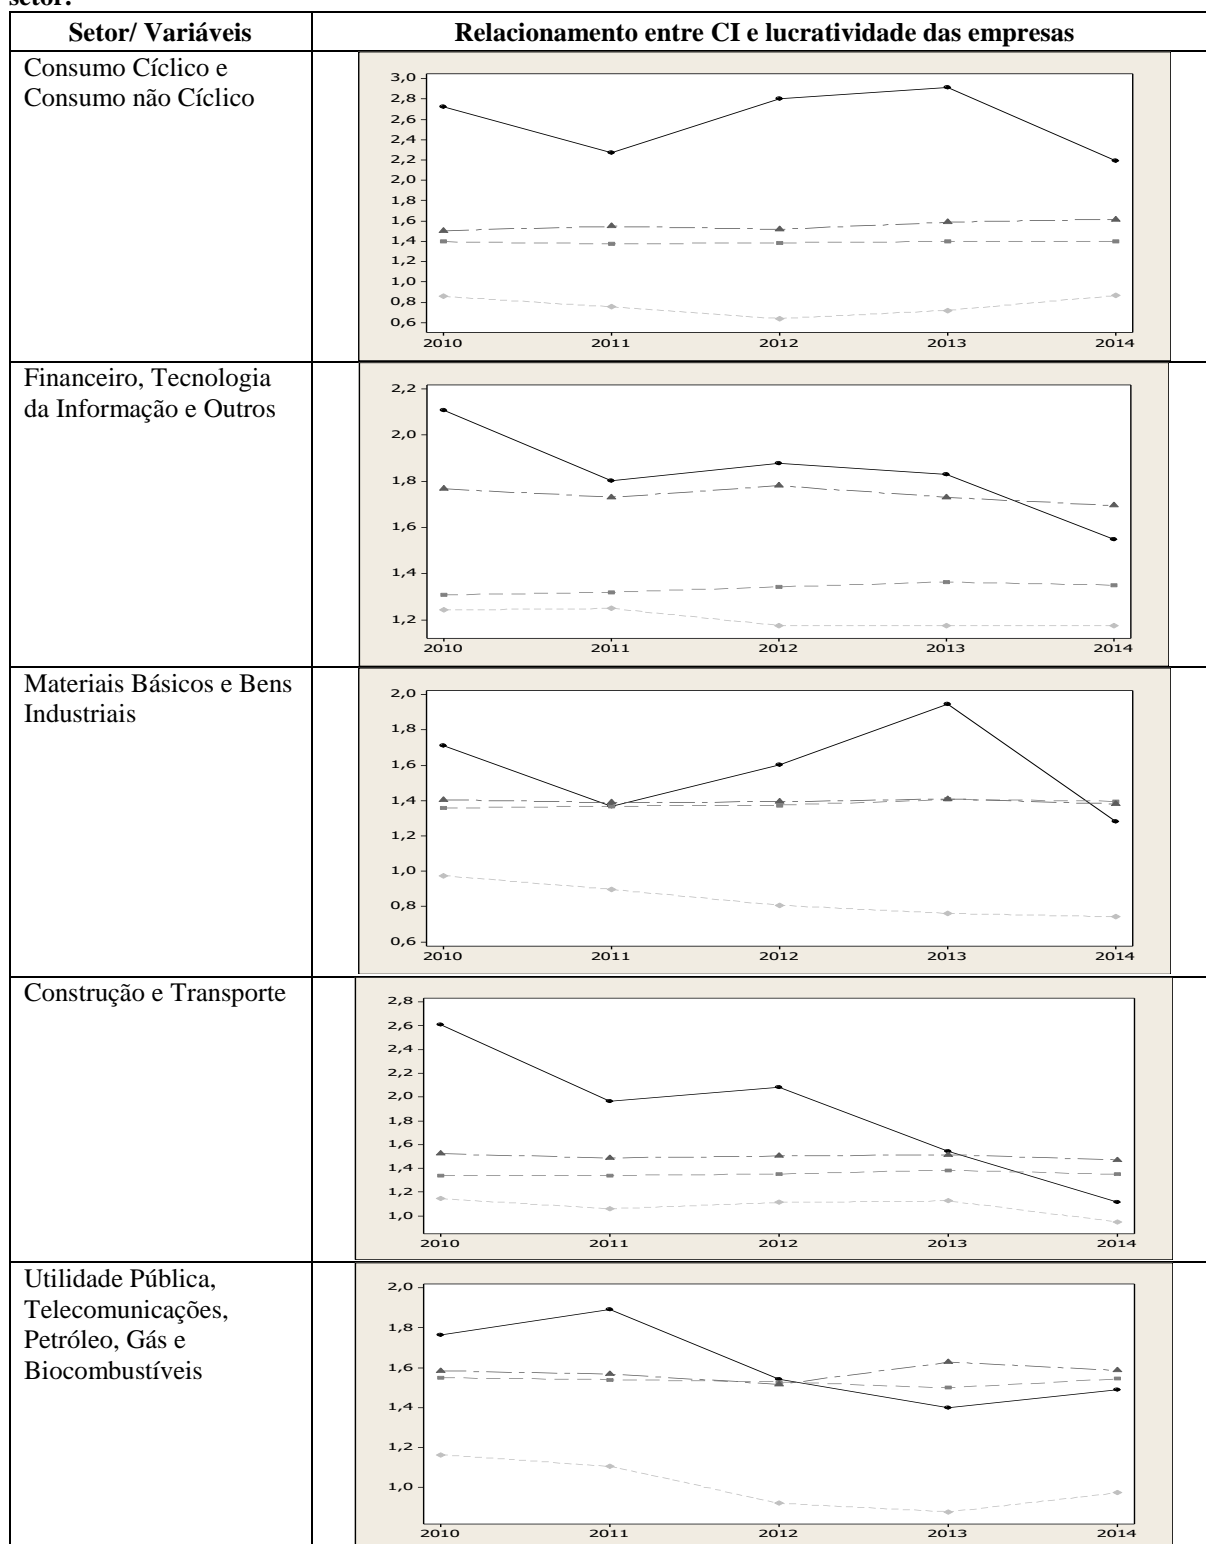 setor.
Setor/ Variáveis
Relacionamento entre CI e lucratividade das empresas
Consumo Cíclico e
Consumo não Cíclico
3,0
2,8
2,6
2,4
2,2
2,0
1,8
1,6
1,4
1,2
1,0
0,8
0,6
2010 2011 2012 2013 2014
Financeiro, Tecnologia
da Informação e Outros
2,2
2,0
1,8
1,6
1,4
1,2
2010 2011 2012 2013 2014
Materiais Básicos e Bens
Industriais
2,0
1,8
1,6
1,4
1,2
1,0
0,8
0,6
2010 2011 2012 2013 2014
Construção e Transporte
2,8
2,6
2,4
2,2
2,0
1,8
1,6
1,4
1,2
1,0
2010 2011 2012 2013 2014
Utilidade Pública,
Telecomunicações,
Petróleo, Gás e
Biocombustíveis
2,0
1,8
1,6
1,4
1,2
1,0
2010 2011 2012 2013 2014